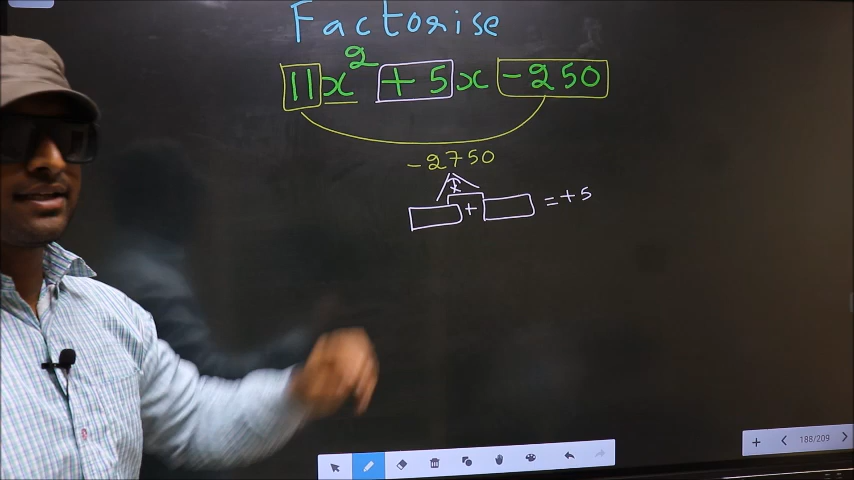 Factorise
11x² + 5x - 250
- 2750
+ = + 5
188/209